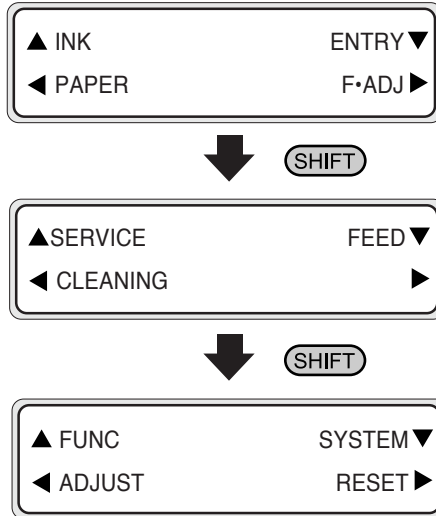 ▲ INK ENTRY ▼
◀ PAPER F•ADJ ▶
SHIFT
▲SERVICE FEED ▼
◀ CLEANING ▶
SHIFT
▲ FUNC SYSTEM ▼
◀ ADJUST RESET ▶